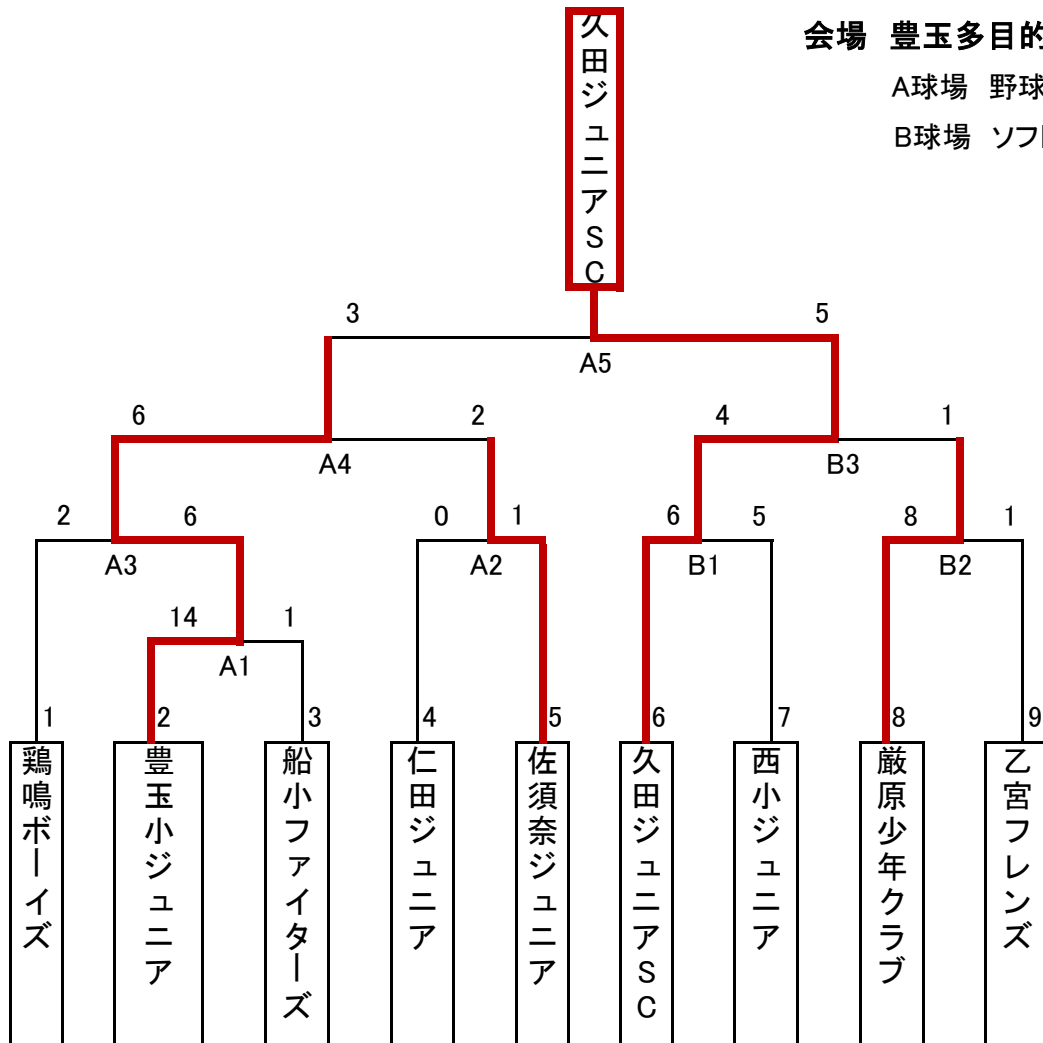 久田ジュニアSC
会場 豊玉多目的
A球場 野球
B球場 ソフ
3
5
A5
6
2
4
1
A4
B3
2
6
0
1
6
5
8
1
A3
A2
B1
B2
14
1
A1
1
2
3
4
5
6
7
8
9
鶏鳴ボーイズ
豊玉小ジュニア
船小ファイターズ
仁田ジュニア
佐須奈ジュニア
久田ジュニアSC
西小ジュニア
厳原少年クラブ
乙宮フレンズ